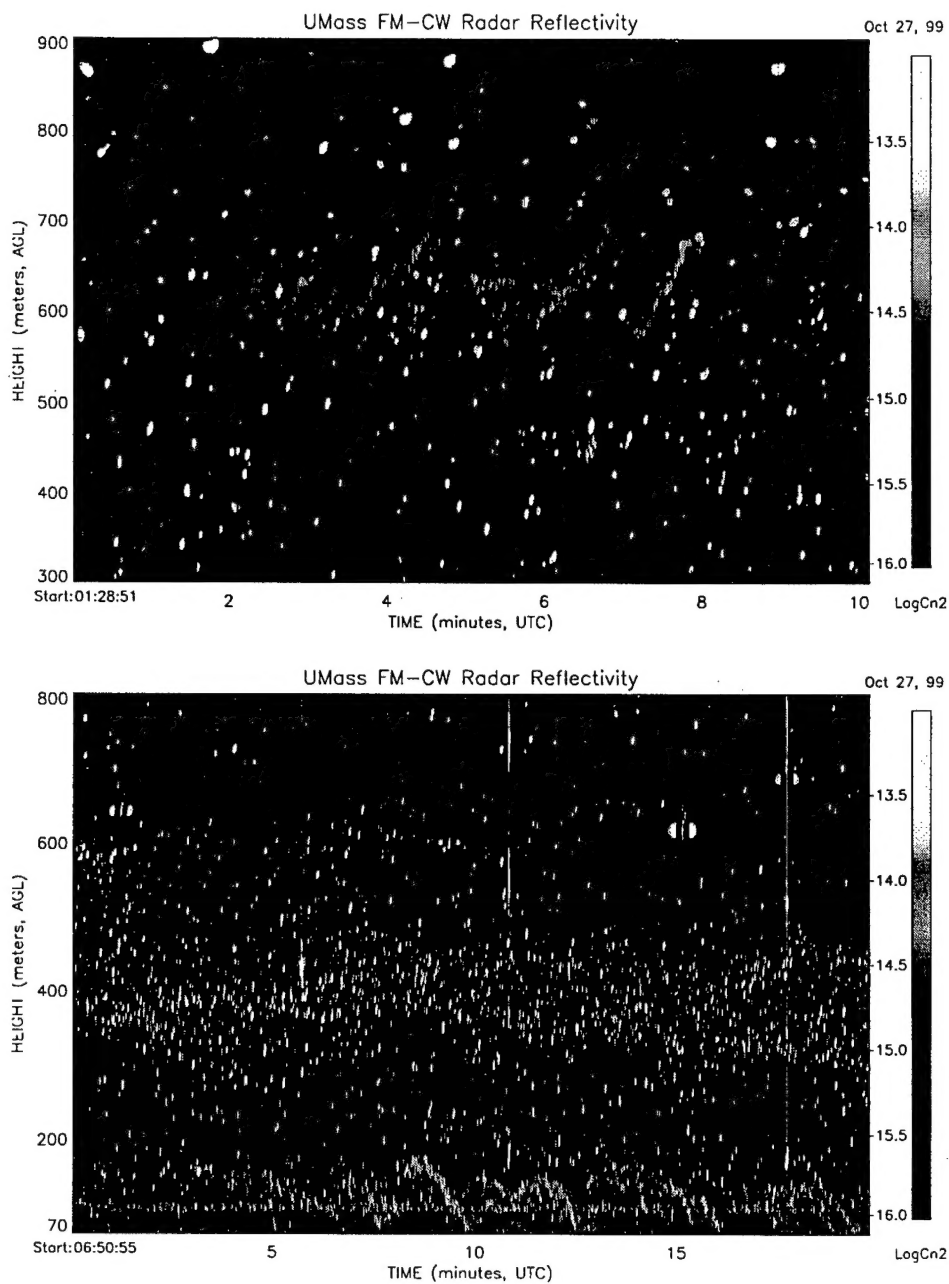 UMass FM-CW Radar Reflectivity
Oct 27, 99
900
800
700
600
500
400
300
HEIGHT (meters, AGL)
-13.5
-14.0
-14.5
-15.0
-15.5
-16.0
Start:01:28:51
2
4
6
8
10
LogCn2
TIME (minutes, UTC)
UMass FM-CW Radar Reflectivity
Oct 27, 99
800
600
400
200
70
HEIGHT (meters, AGL)
-13.5
-14.0
-14.5
-15.0
-15.5
-16.0
Start:06:50:55
5
10
15
LogCn2
TIME (minutes, UTC)